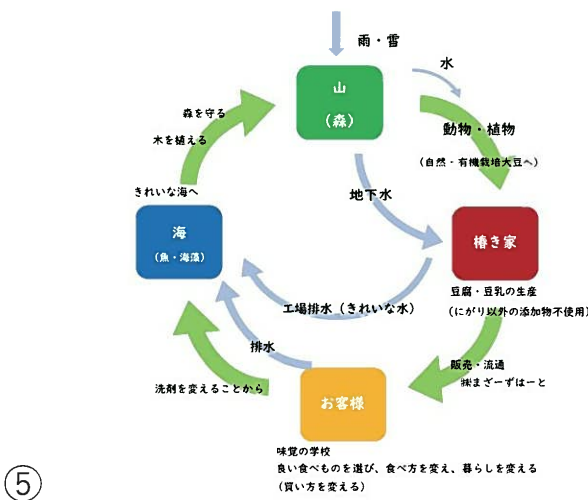 雨・雪
水
山
(森)
森を守る
木を植える
動物・植物
(自然・有機栽培大豆へ)
地下水
きれいな海へ
海
(魚・海藻)
椿き家
豆腐・豆乳の生産
(にがり以外の添加物不使用)
工場排水(きれいな水)
排水
販売・流通
㈱まざーずはーと
洗剤を変えることから
お客様
味覚の学校
良い食べものを選び、食べ方を変え、暮らしを変える
(買い方を変える)
⑤